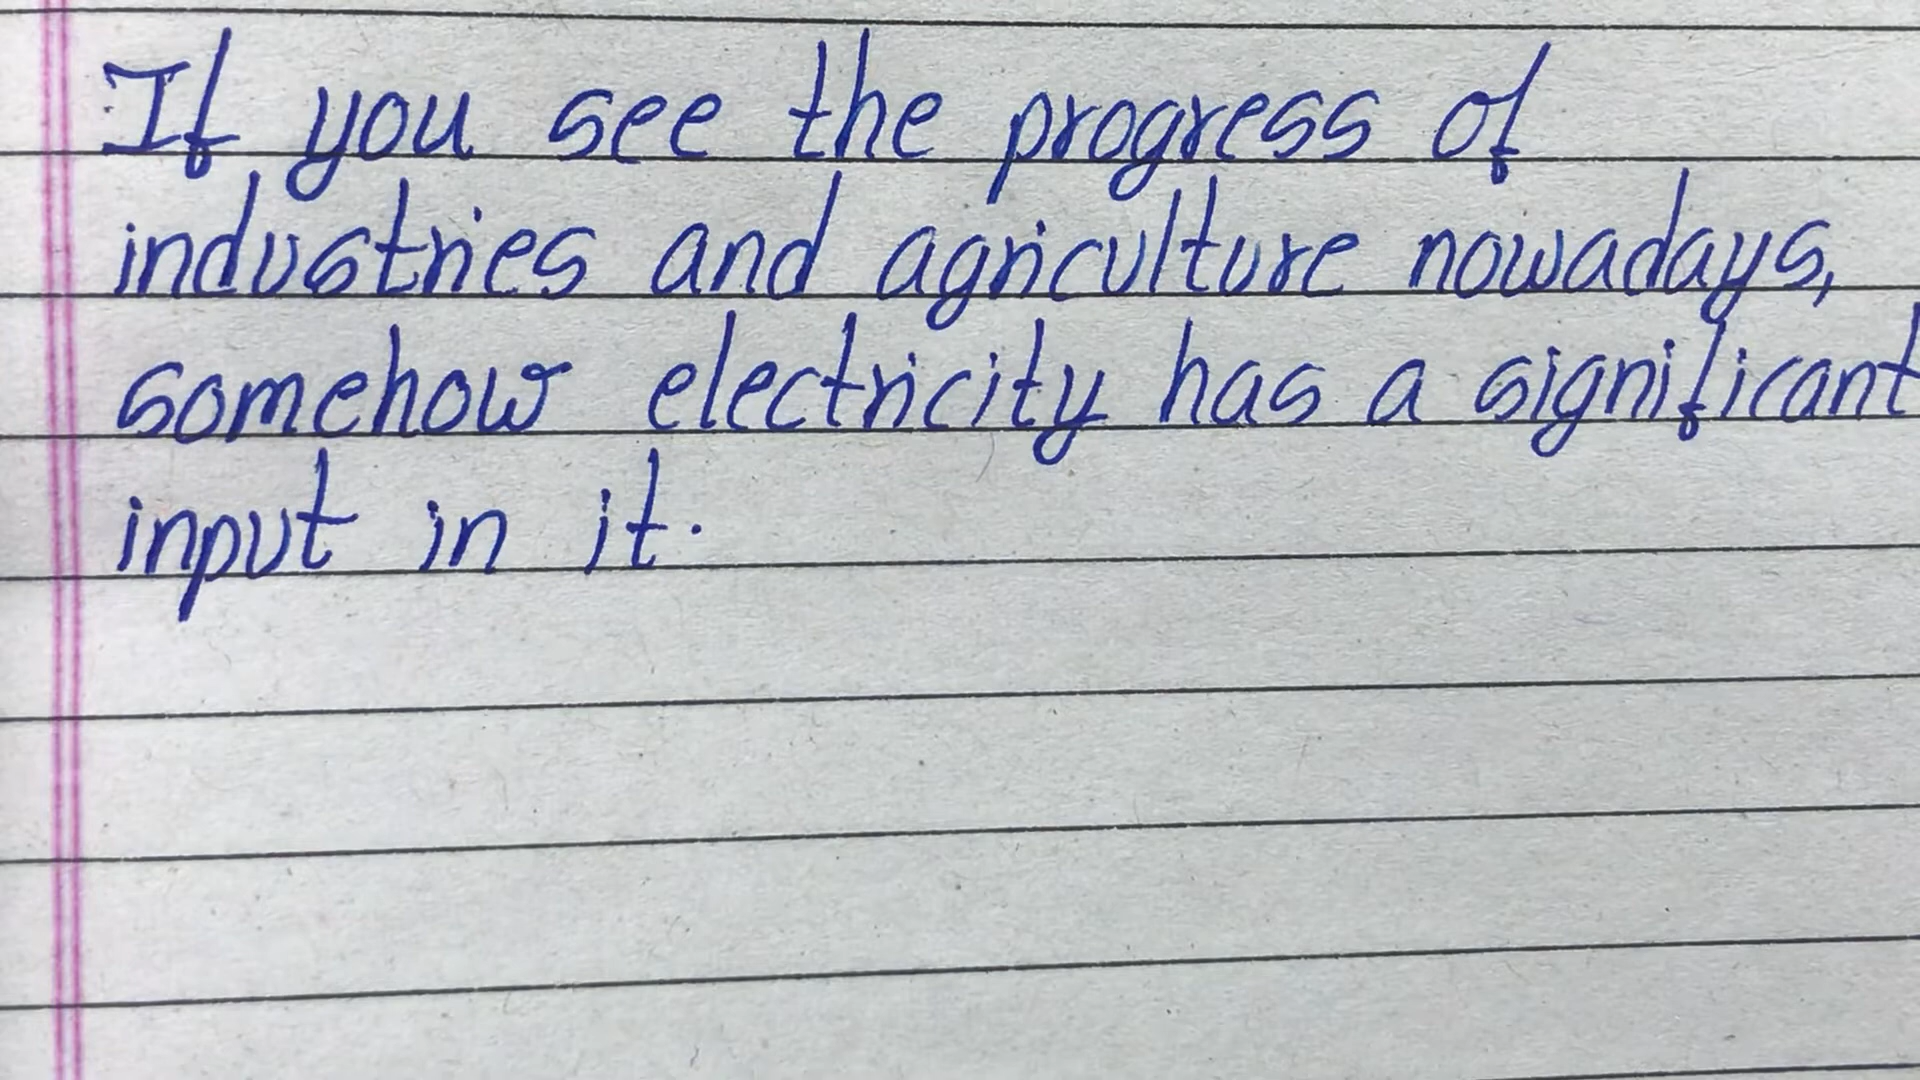 If you see the progress of
industries and agriculture nowadays,
somehow electricity has a significant
input in it.